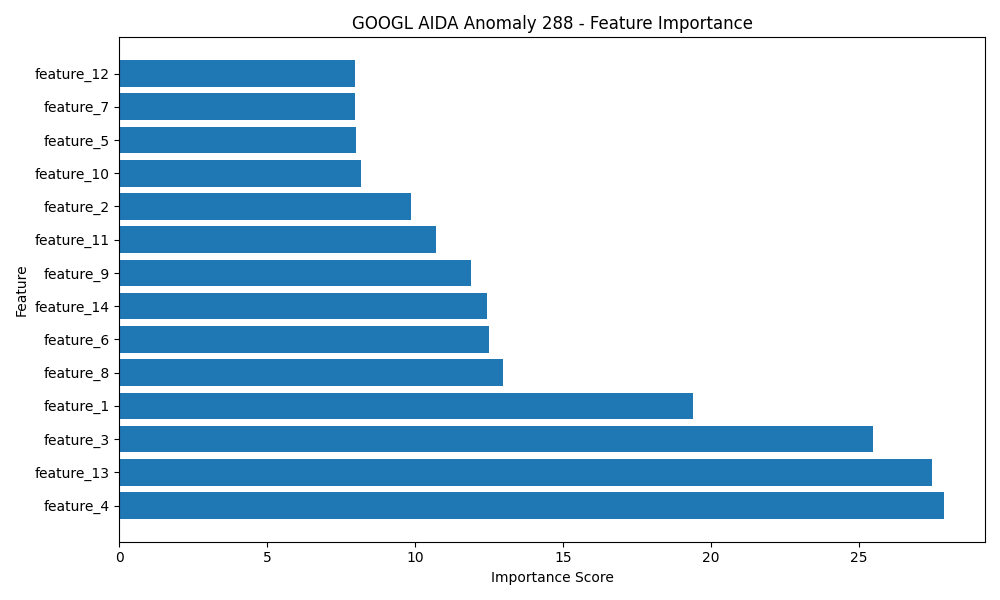 GOOGL AIDA Anomaly 288 - Feature Importance
feature_12
feature_7
feature_5
feature_10
feature_2
feature_11
feature_9
feature_14
feature_6
feature_8
feature_1
feature_3
feature_13
feature_4
Feature
0 5 10 15 20 25
Importance Score